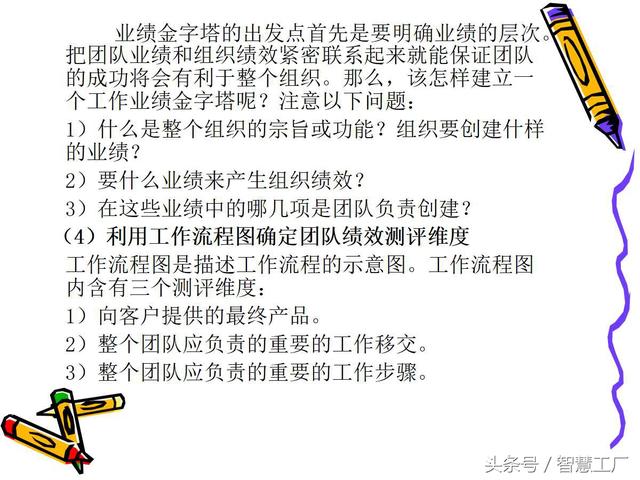 业绩金字塔的出发点首先是要明确业绩的层次。
把团队业绩和组织绩效紧密联系起来就能保证团队
的成功将会有利于整个组织。那么，该怎样建立一
个工作业绩金字塔呢？注意以下问题：
1）什么是整个组织的宗旨或功能？组织要创建什样
的业绩？
2）要什么业绩来产生组织绩效？
3）在这些业绩中的哪几项是团队负责创建？
（4）利用工作流程图确定团队绩效测评维度
工作流程图是描述工作流程的示意图。工作流程图
内含有三个测评维度：
1）向客户提供的最终产品。
2）整个团队应负责的重要的工作移交。
3）整个团队应负责的重要的工作步骤。
头条号／智慧工厂